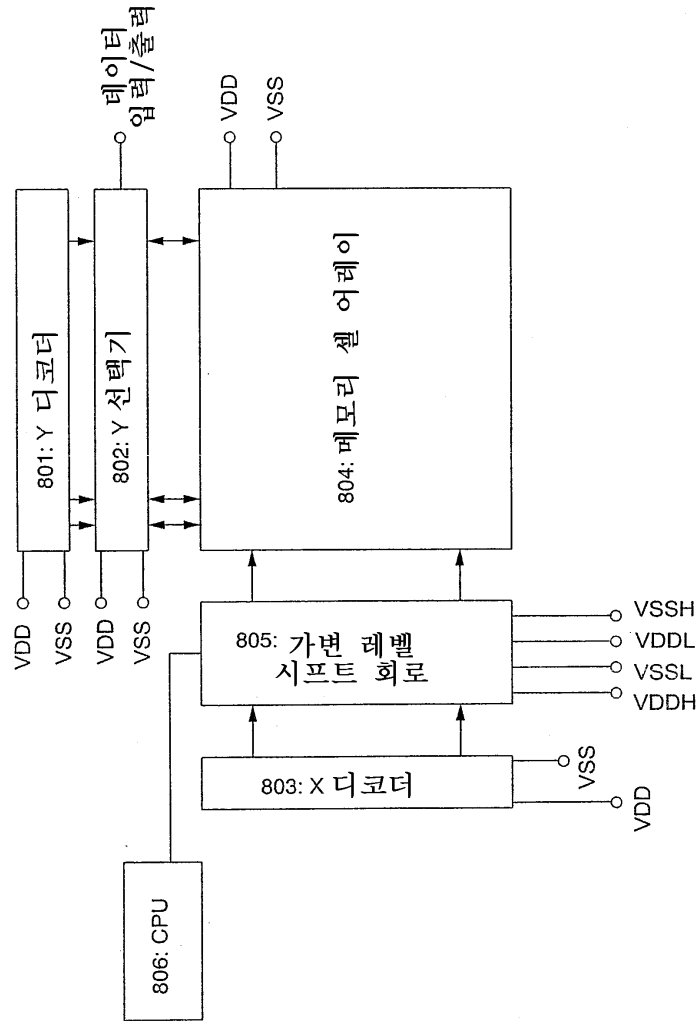 데이터
입력/출력
VDD
VSS
801: Y 디코더
802: Y 선택기
804: 메모리 셀 어레이
VDD
VSS
VDD
VSS
805: 가변 레벨
시프트 회로
VSSH
VDDL
VSSL
VDDH
803: X 디코더
VSS
VDD
806: CPU